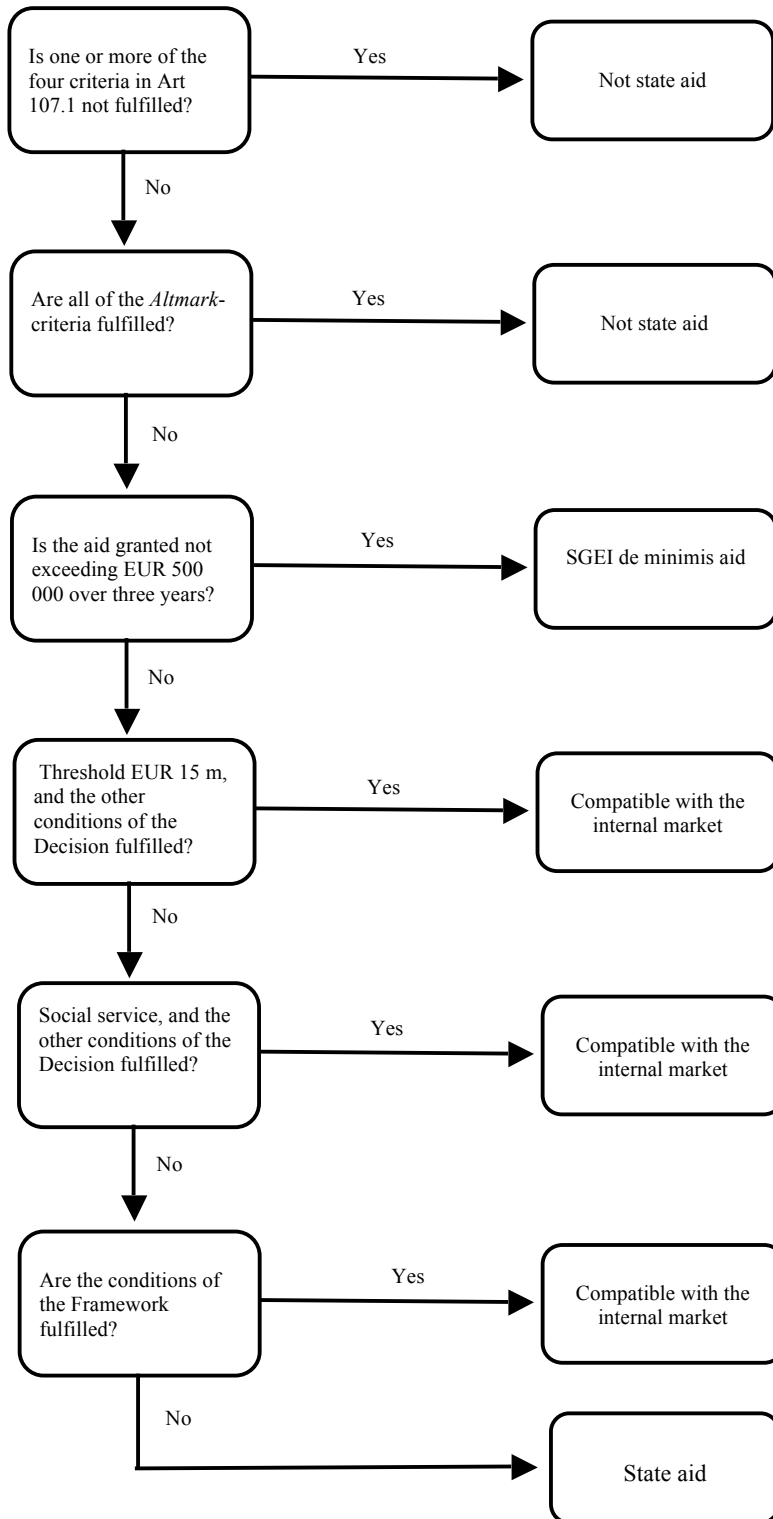 Is one or more of the
four criteria in Art
107.1 not fulfilled?
Yes
Not state aid
No
Are all of the Altmark-
criteria fulfilled?
Yes
Not state aid
No
Is the aid granted not
exceeding EUR 500
000 over three years?
Yes
SGEI de minimis aid
No
Threshold EUR 15 m,
and the other
conditions of the
Decision fulfilled?
Yes
Compatible with the
internal market
No
Social service, and the
other conditions of the
Decision fulfilled?
Yes
Compatible with the
internal market
No
Are the conditions of
the Framework
fulfilled?
Yes
Compatible with the
internal market
No
State aid